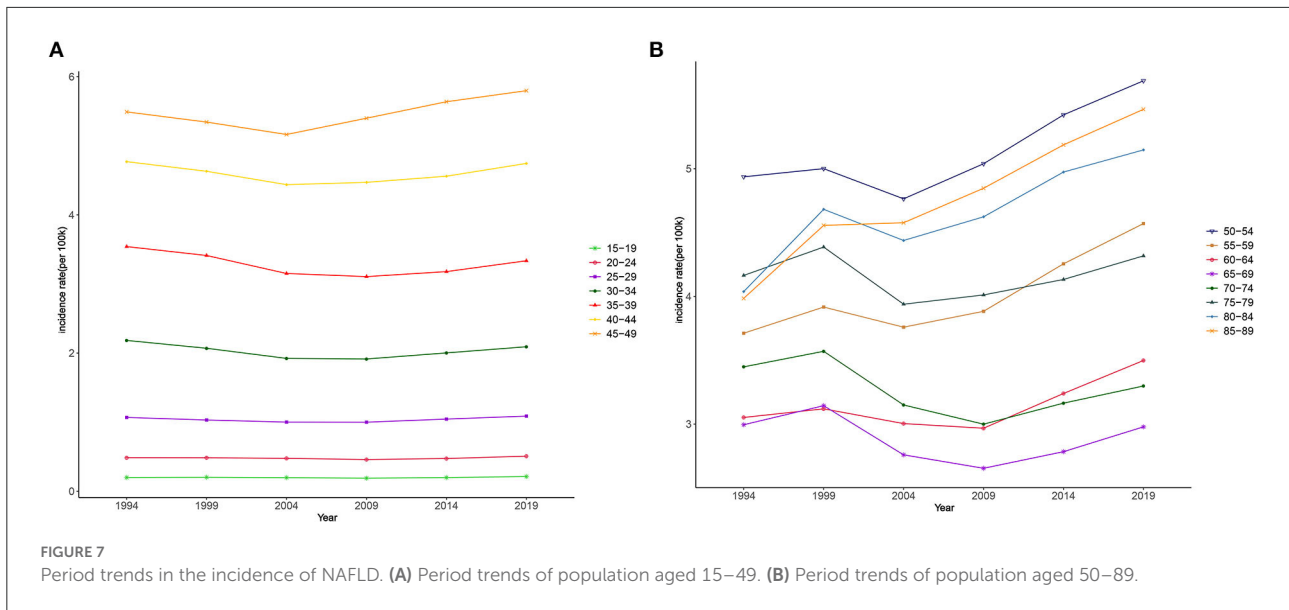 A
6
4
2
0
incidence rate(per 100k)
1994 1999 2004 2009 2014 2019
Year
15–19
20–24
25–29
30–34
35–39
40–44
45–49
B
5
4
3
incidence rate(per 100k)
1994 1999 2004 2009 2014 2019
Year
50–54
55–59
60–64
65–69
70–74
75–79
80–84
85–89
FIGURE 7
Period trends in the incidence of NAFLD. (A) Period trends of population aged 15–49. (B) Period trends of population aged 50–89.